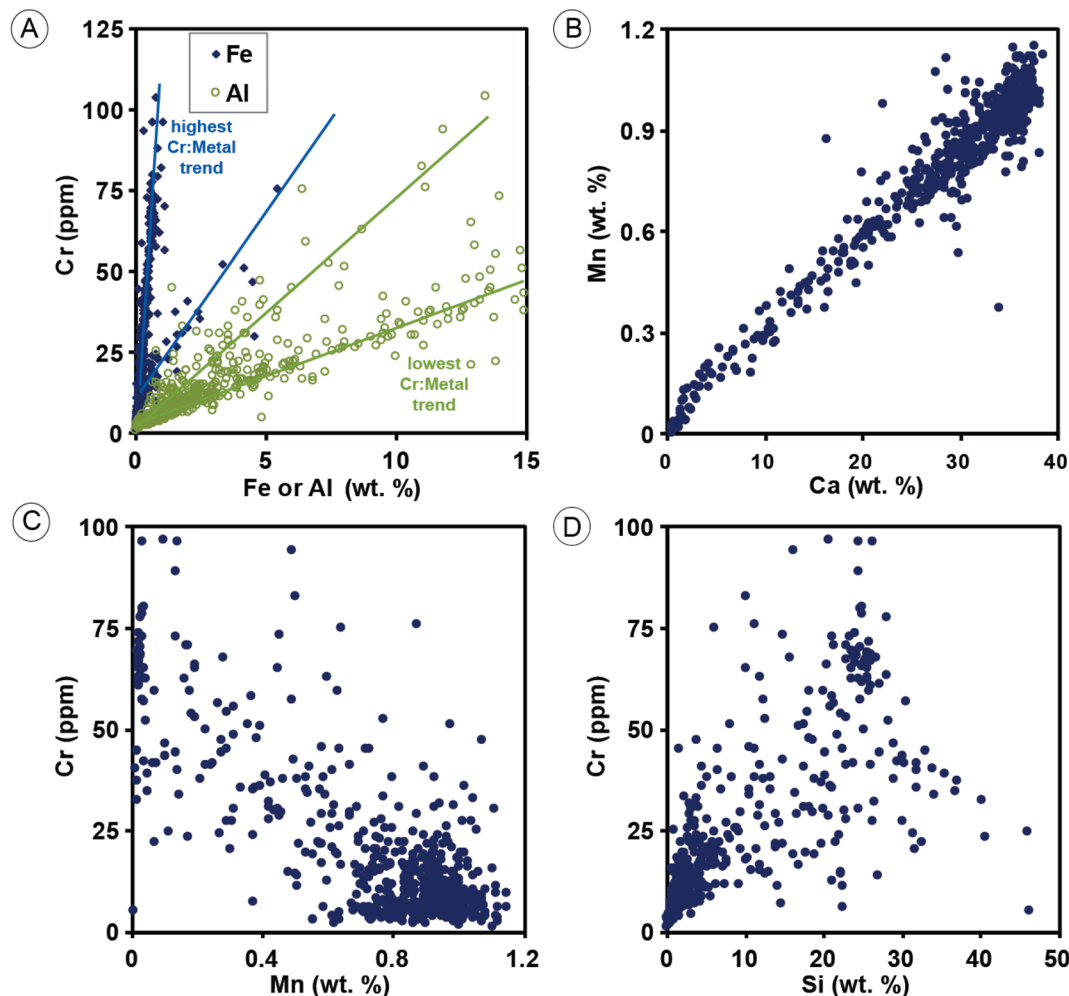 A
125
100
75
50
25
0
Cr (ppm)
Fe
Al
highest
Cr:Metal
trend
lowest
Cr:Metal
trend
0
5
10
15
Fe or Al (wt. %)
B
1.2
0.9
0.6
0.3
0
Mn (wt. %)
0
10
20
30
40
Ca (wt. %)
C
100
75
50
25
0
Cr (ppm)
0
0.4
0.8
1.2
Mn (wt. %)
D
100
75
50
25
0
Cr (ppm)
0
10
20
30
40
50
Si (wt. %)